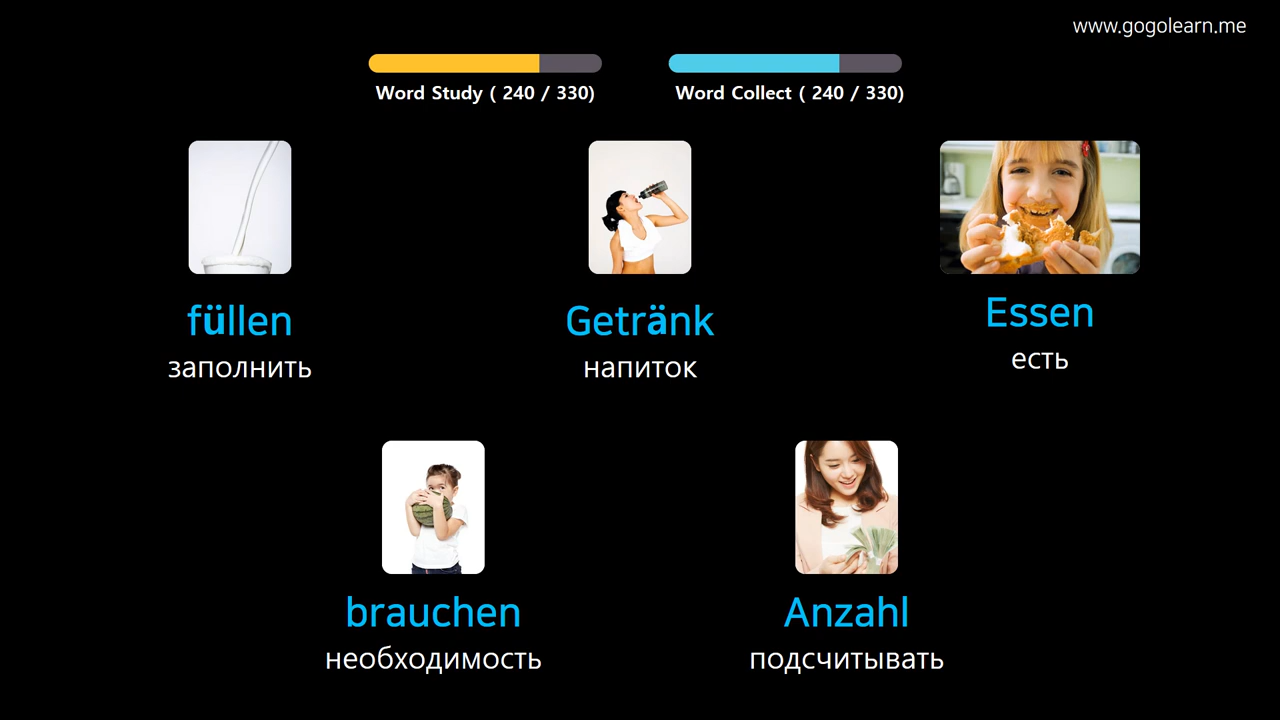 www.gogolearn.me
Word Study ( 240 / 330)
Word Collect ( 240 / 330)
füllen
заполнить
Getränk
напиток
Essen
есть
brauchen
необходимость
Anzahl
подсчитывать